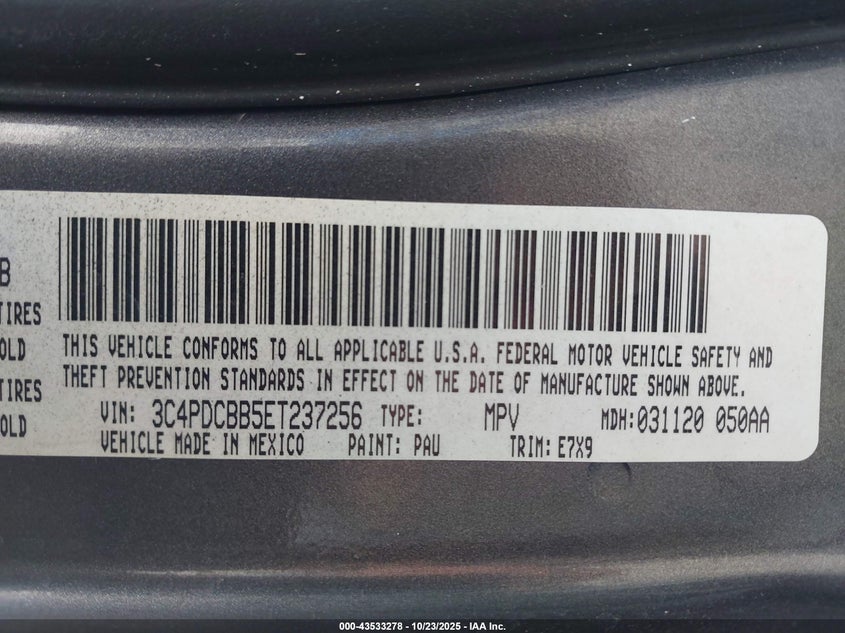 B
TIRES
OLD
TIRES
OLD
THIS VEHICLE CONFORMS TO ALL APPLICABLE U.S.A. FEDERAL MOTOR VEHICLE SAFETY AND
THEFT PREVENTION STANDARDS IN EFFECT ON THE DATE OF MANUFACTURE SHOWN ABOVE.
VIN: 3C4PDCBB5ET237256 TYPE: MPV MDH:031120 050AA
VEHICLE MADE IN MEXICO PAINT: PAU TRIM: E7X9
000-43533278 - 10/23/2025 - IAA Inc.